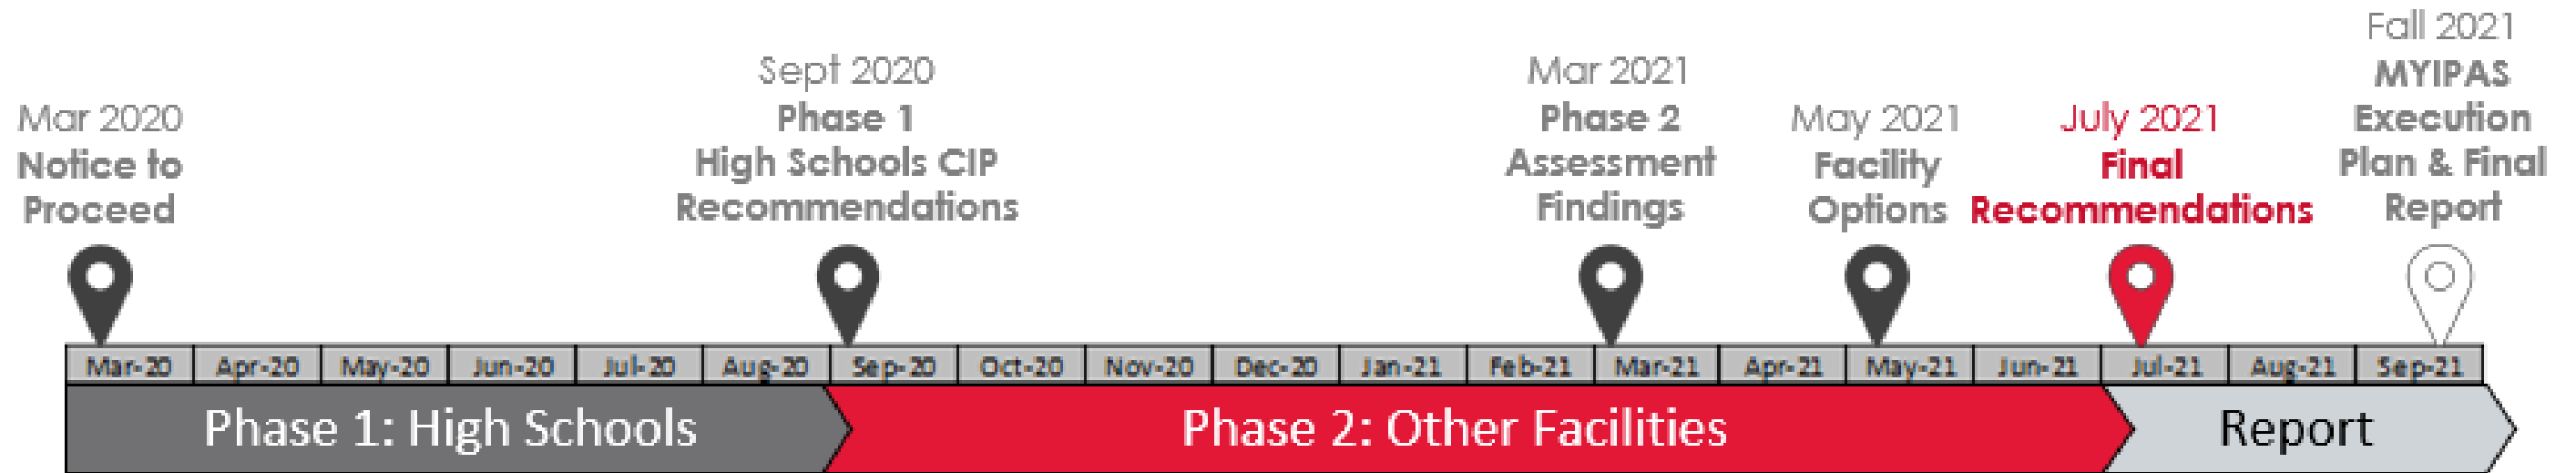 Mar 2020
Notice to
Proceed
Sept 2020
Phase 1
High Schools CIP
Recommendations
Mar 2021
Phase 2
Assessment
Findings
May 2021
Facility
Options
July 2021
Final
Recommendations
Fall 2021
MYIPAS
Execution
Plan & Final
Report
Mar-20 Apr-20 May-20 Jun-20 Jul-20 Aug-20 Sep-20 Oct-20 Nov-20 Dec-20 Jan-21 Feb-21 Mar-21 Apr-21 May-21 Jun-21 Jul-21 Aug-21 Sep-21
Phase 1: High Schools
Phase 2: Other Facilities
Report